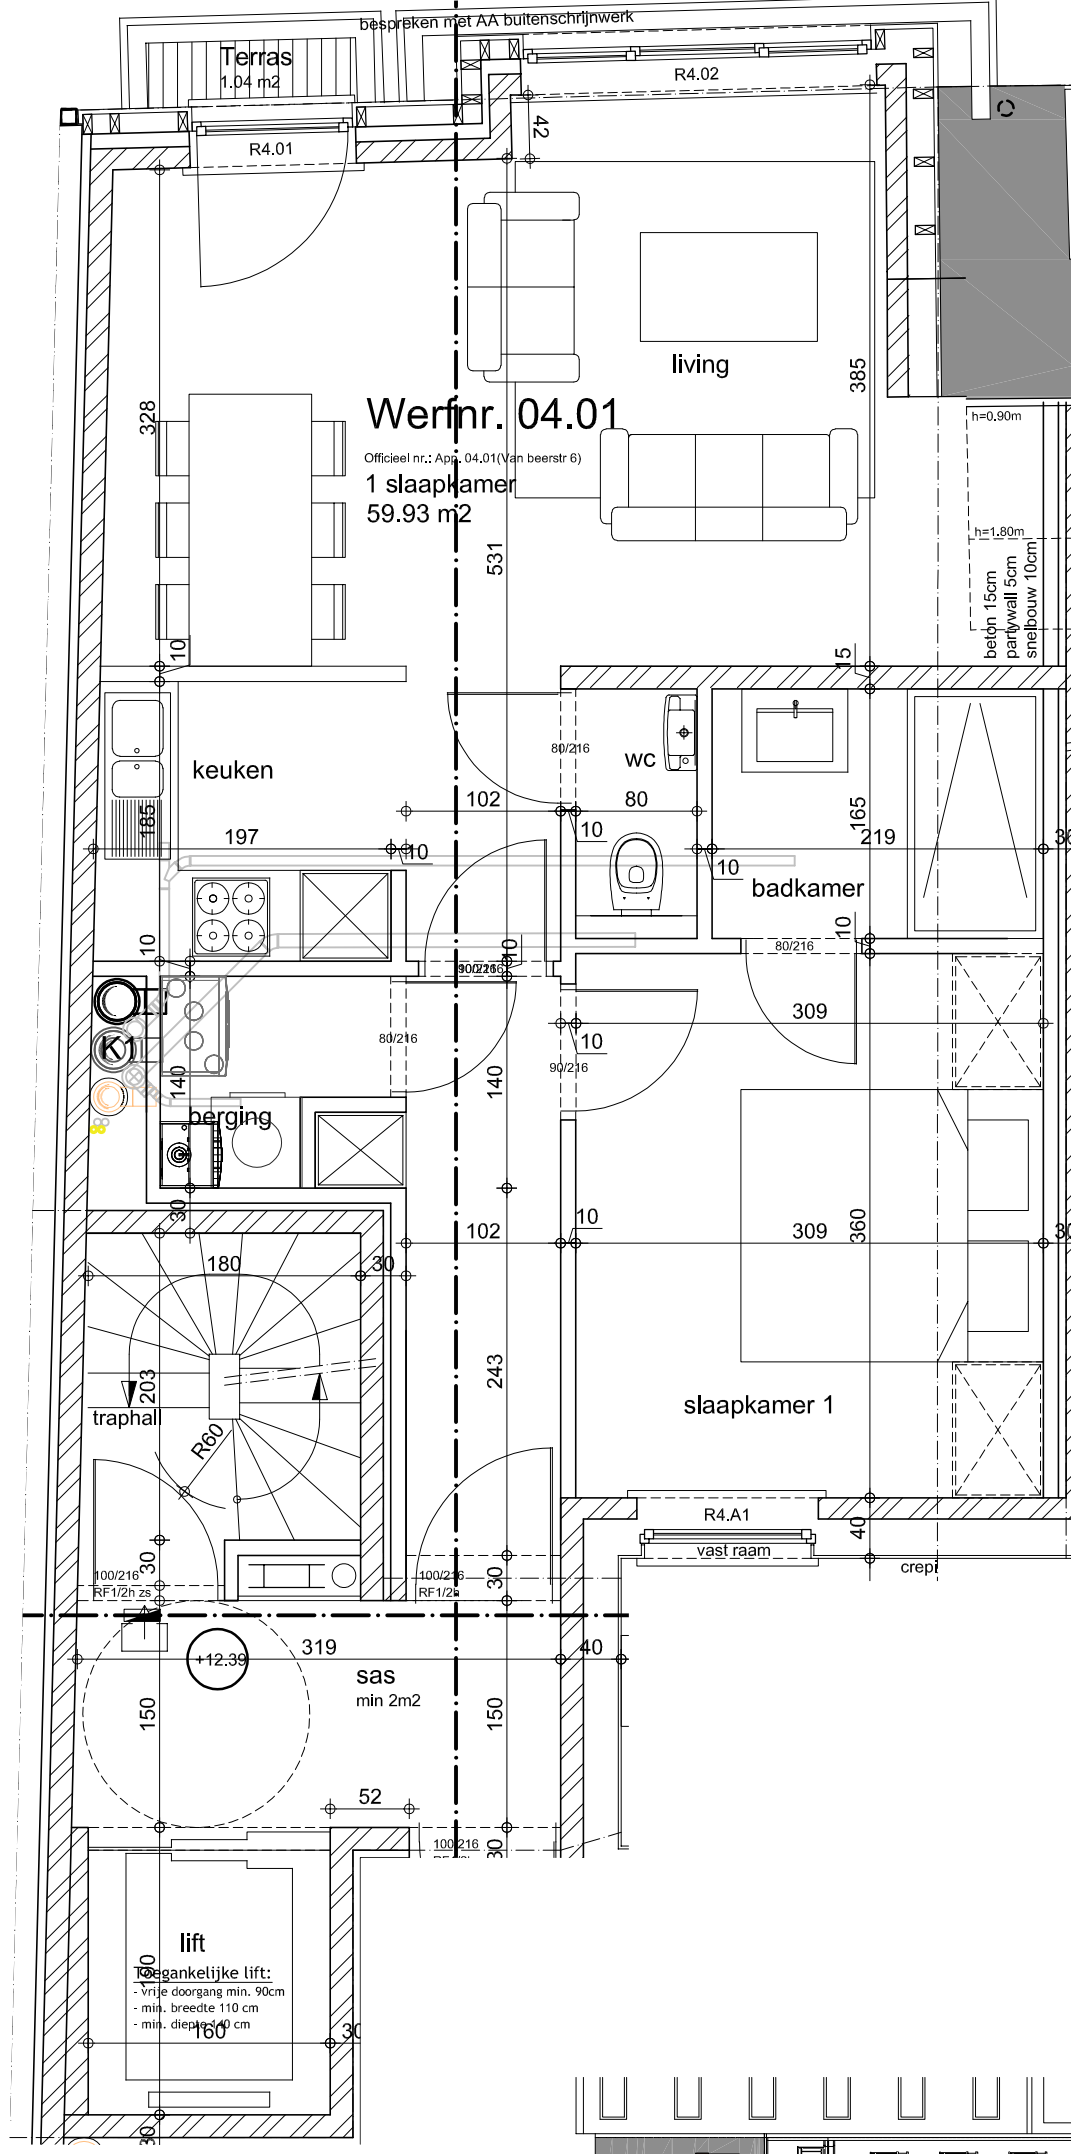 bespreken met AA buitenschrijnwerk
Terras
1.04 m2
R4.02
R4.01
42
living
385
328
Werfnr. 04.01
Officieel nr.: App. 04.01(Van beerstr 6)
1 slaapkamer
59.93 m2
h=0.90m
h=1.80m
531
beton 15cm
partywall 5cm
snelbouw 10cm
10
15
keuken
80/216
wc
102
80
185
165
197
10
10
219
10
badkamer
10
10
10
80/216
309
80/216
10
90/216
K1
140
140
berging
30
10
102
309
360
180
30
203
243
traphall
R60
slaapkamer 1
R4.A1
vast raam
40
crepi
30
30
100/216
RF1/2h zs
100/216
RF1/2h
+12.39
319
40
sas
min 2m2
150
150
52
100/216
30
lift
190
Toegankelijke lift:
- vrije doorgang min. 90cm
- min. breedte 110 cm
- min. diepte 140 cm
160
30
30